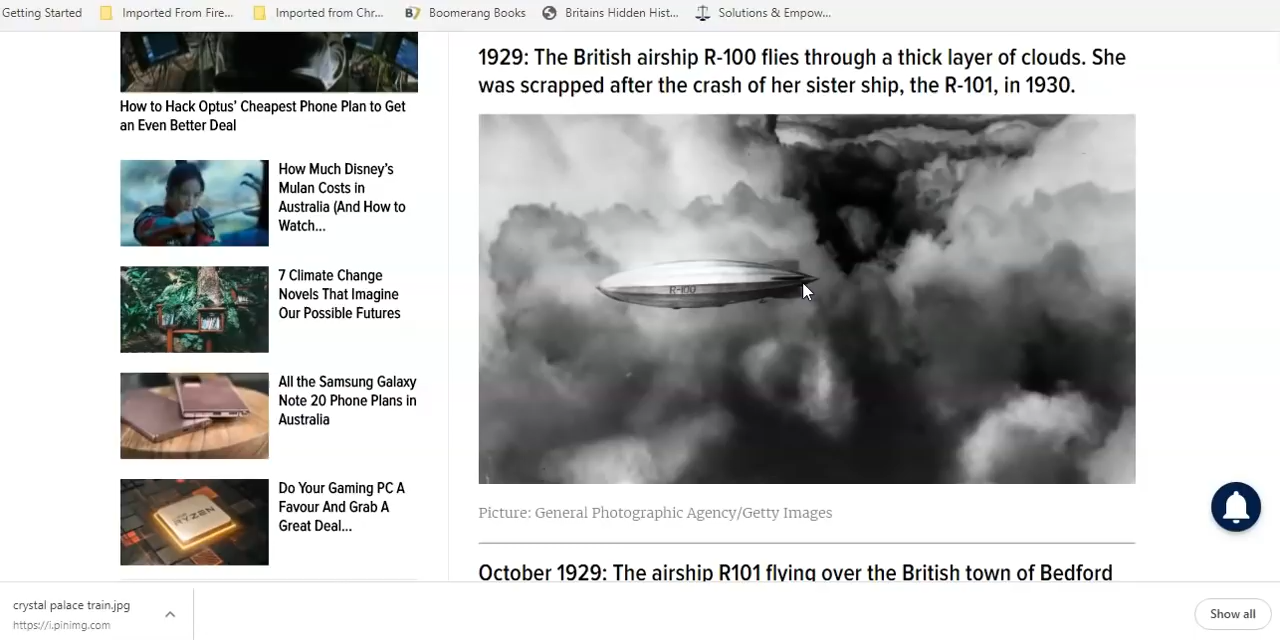 Getting Started
Imported From Fire...
Imported from Chr...
B7
Boomerang Books
Britains Hidden Hist...
Solutions & Empow...
How to Hack Optus' Cheapest Phone Plan to Get
an Even Better Deal
How Much Disney's
Mulan Costs in
Australia (And How to
Watch...
7 Climate Change
Novels That Imagine
Our Possible Futures
All the Samsung Galaxy
Note 20 Phone Plans in
Australia
RYZEN
Do Your Gaming PC A
Favour And Grab A
Great Deal...
1929: The British airship R-100 flies through a thick layer of clouds. She
was scrapped after the crash of her sister ship, the R-101, in 1930.
R-100
Picture: General Photographic Agency/Getty Images
October 1929: The airship R101 flying over the British town of Bedford
crystal palace train.jpg
https://i.pinimg.com
Show all